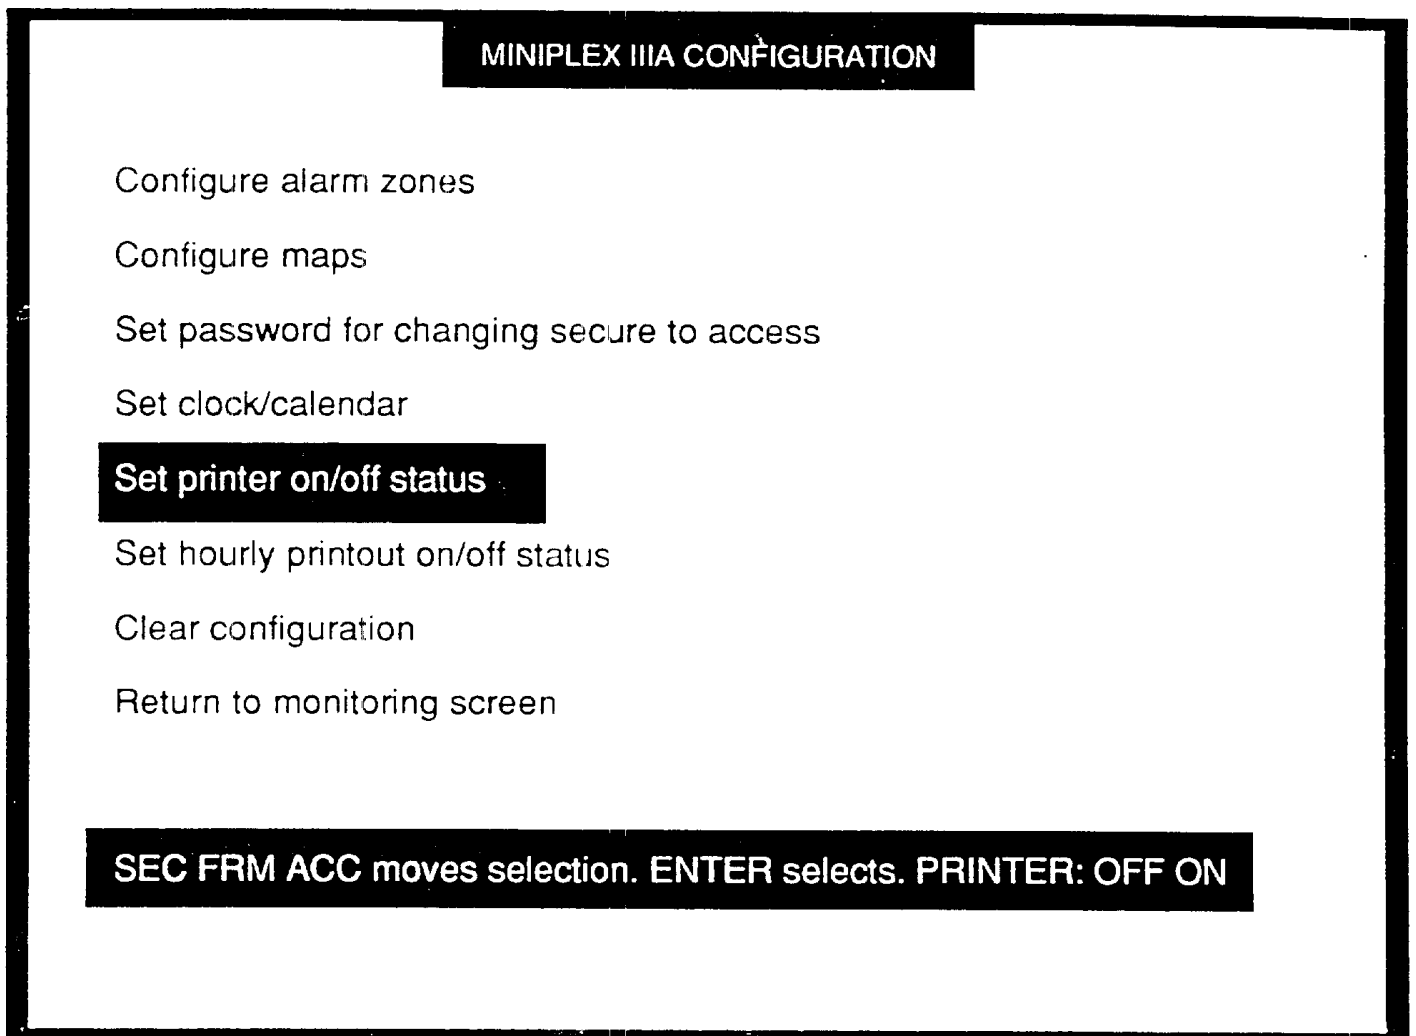 MINIPLEX IIIA CONFIGURATION
Configure alarm zones
Configure maps
Set password for changing secure to access
Set clock/calendar
Set printer on/off status
Set hourly printout on/off status
Clear configuration
Return to monitoring screen
SEC FRM ACC moves selection. ENTER selects. PRINTER: OFF ON